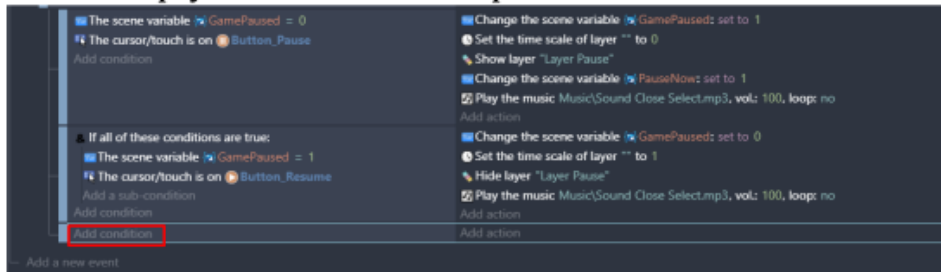 The scene variable GamePaused = 0
The cursor/touch is on Button_Pause
Add condition
Change the scene variable GamePaused: set to 1
Set the time scale of layer "" to 0
Show layer "Layer Pause"
Change the scene variable PauseNow: set to 1
Play the music Music\Sound Close Select.mp3, vol.: 100, loop: no
Add action
If all of these conditions are true:
The scene variable GamePaused = 1
The cursor/touch is on Button_Resume
Add a sub-condition
Add condition
Change the scene variable GamePaused: set to 0
Set the time scale of layer "" to 1
Hide layer "Layer Pause"
Play the music Music\Sound Close Select.mp3, vol.: 100, loop: no
Add action
Add condition
Add action
Add a new event